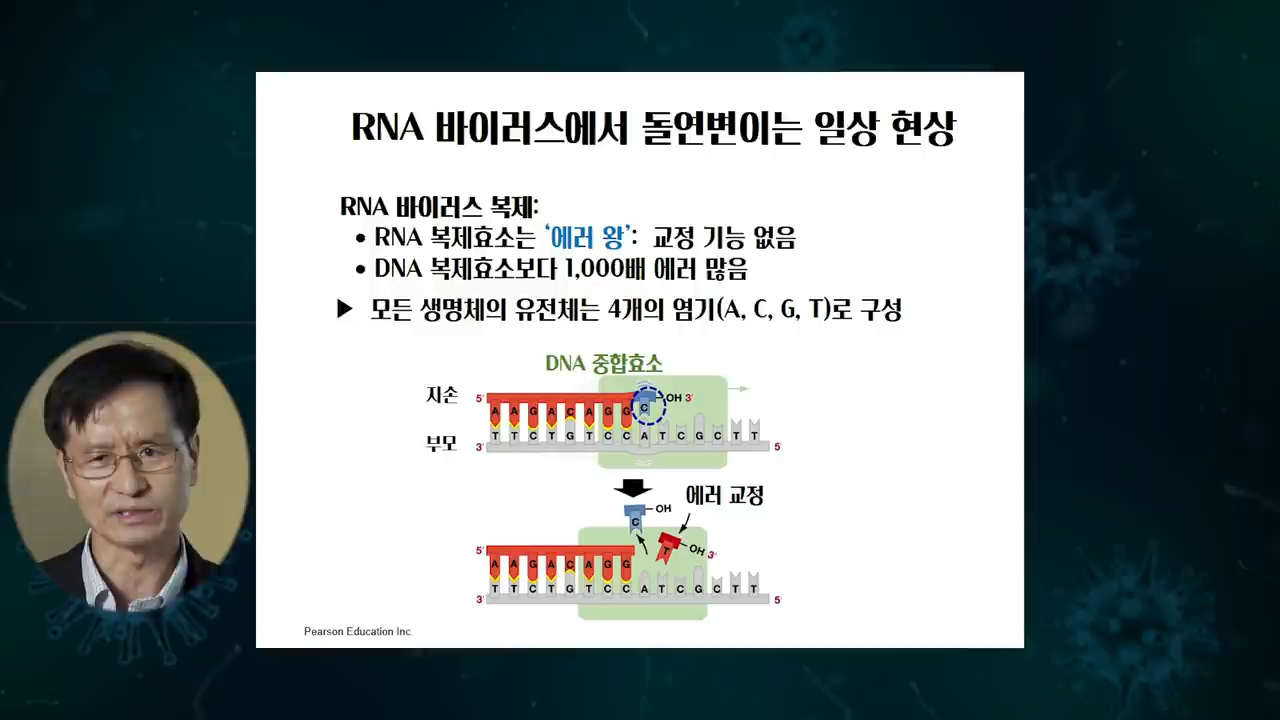 RNA 바이러스에서 돌연변이는 일상 현상
RNA 바이러스 복제:
• RNA 복제효소는 ‘에러 왕’: 교정 기능 없음
• DNA 복제효소보다 1,000배 에러 많음
▶ 모든 생명체의 유전체는 4개의 염기(A, C, G, T)로 구성
DNA 중합효소
자손 5' OH 3'
A A G A C A G G C
부모 3' T T C T G T C C A T C G C T T 5'
에러 교정
C OH
T OH 3'
5'
A A G A C A G G
3' T T C T G T C C A T C G C T T 5'
Pearson Education Inc.